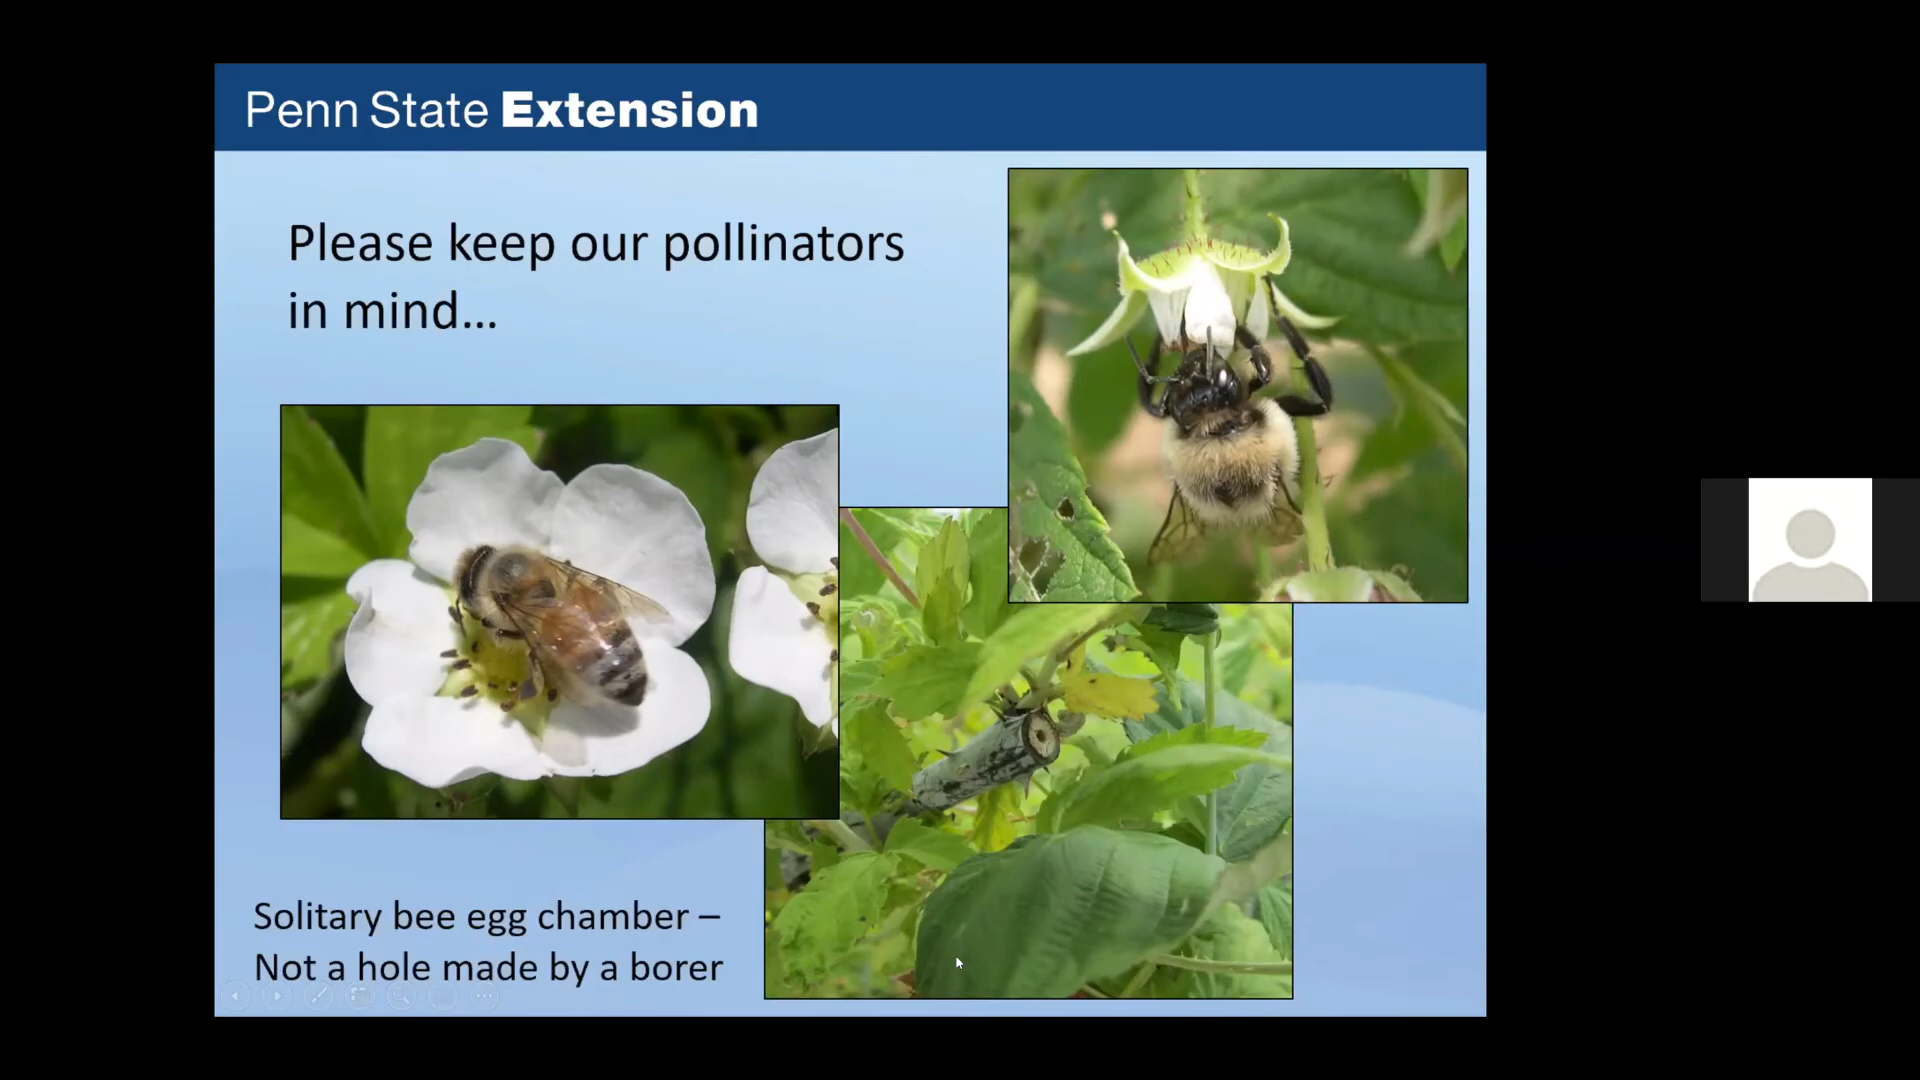 Penn State Extension
Please keep our pollinators
in mind...
Solitary bee egg chamber –
Not a hole made by a borer